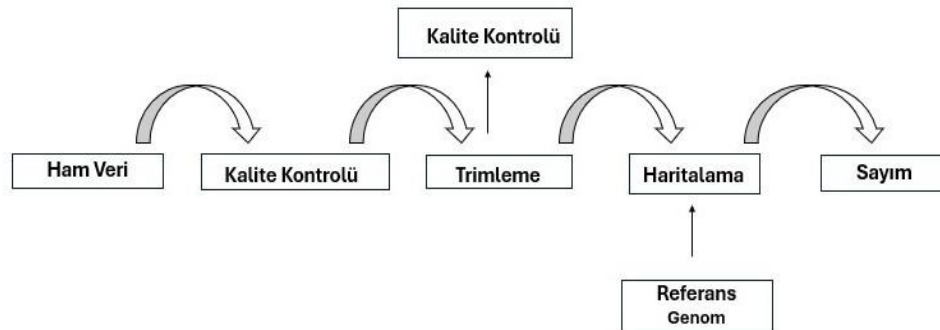 Kalite Kontrolü
Ham Veri
Kalite Kontrolü
Trimleme
Haritalama
Sayım
Referans
Genom